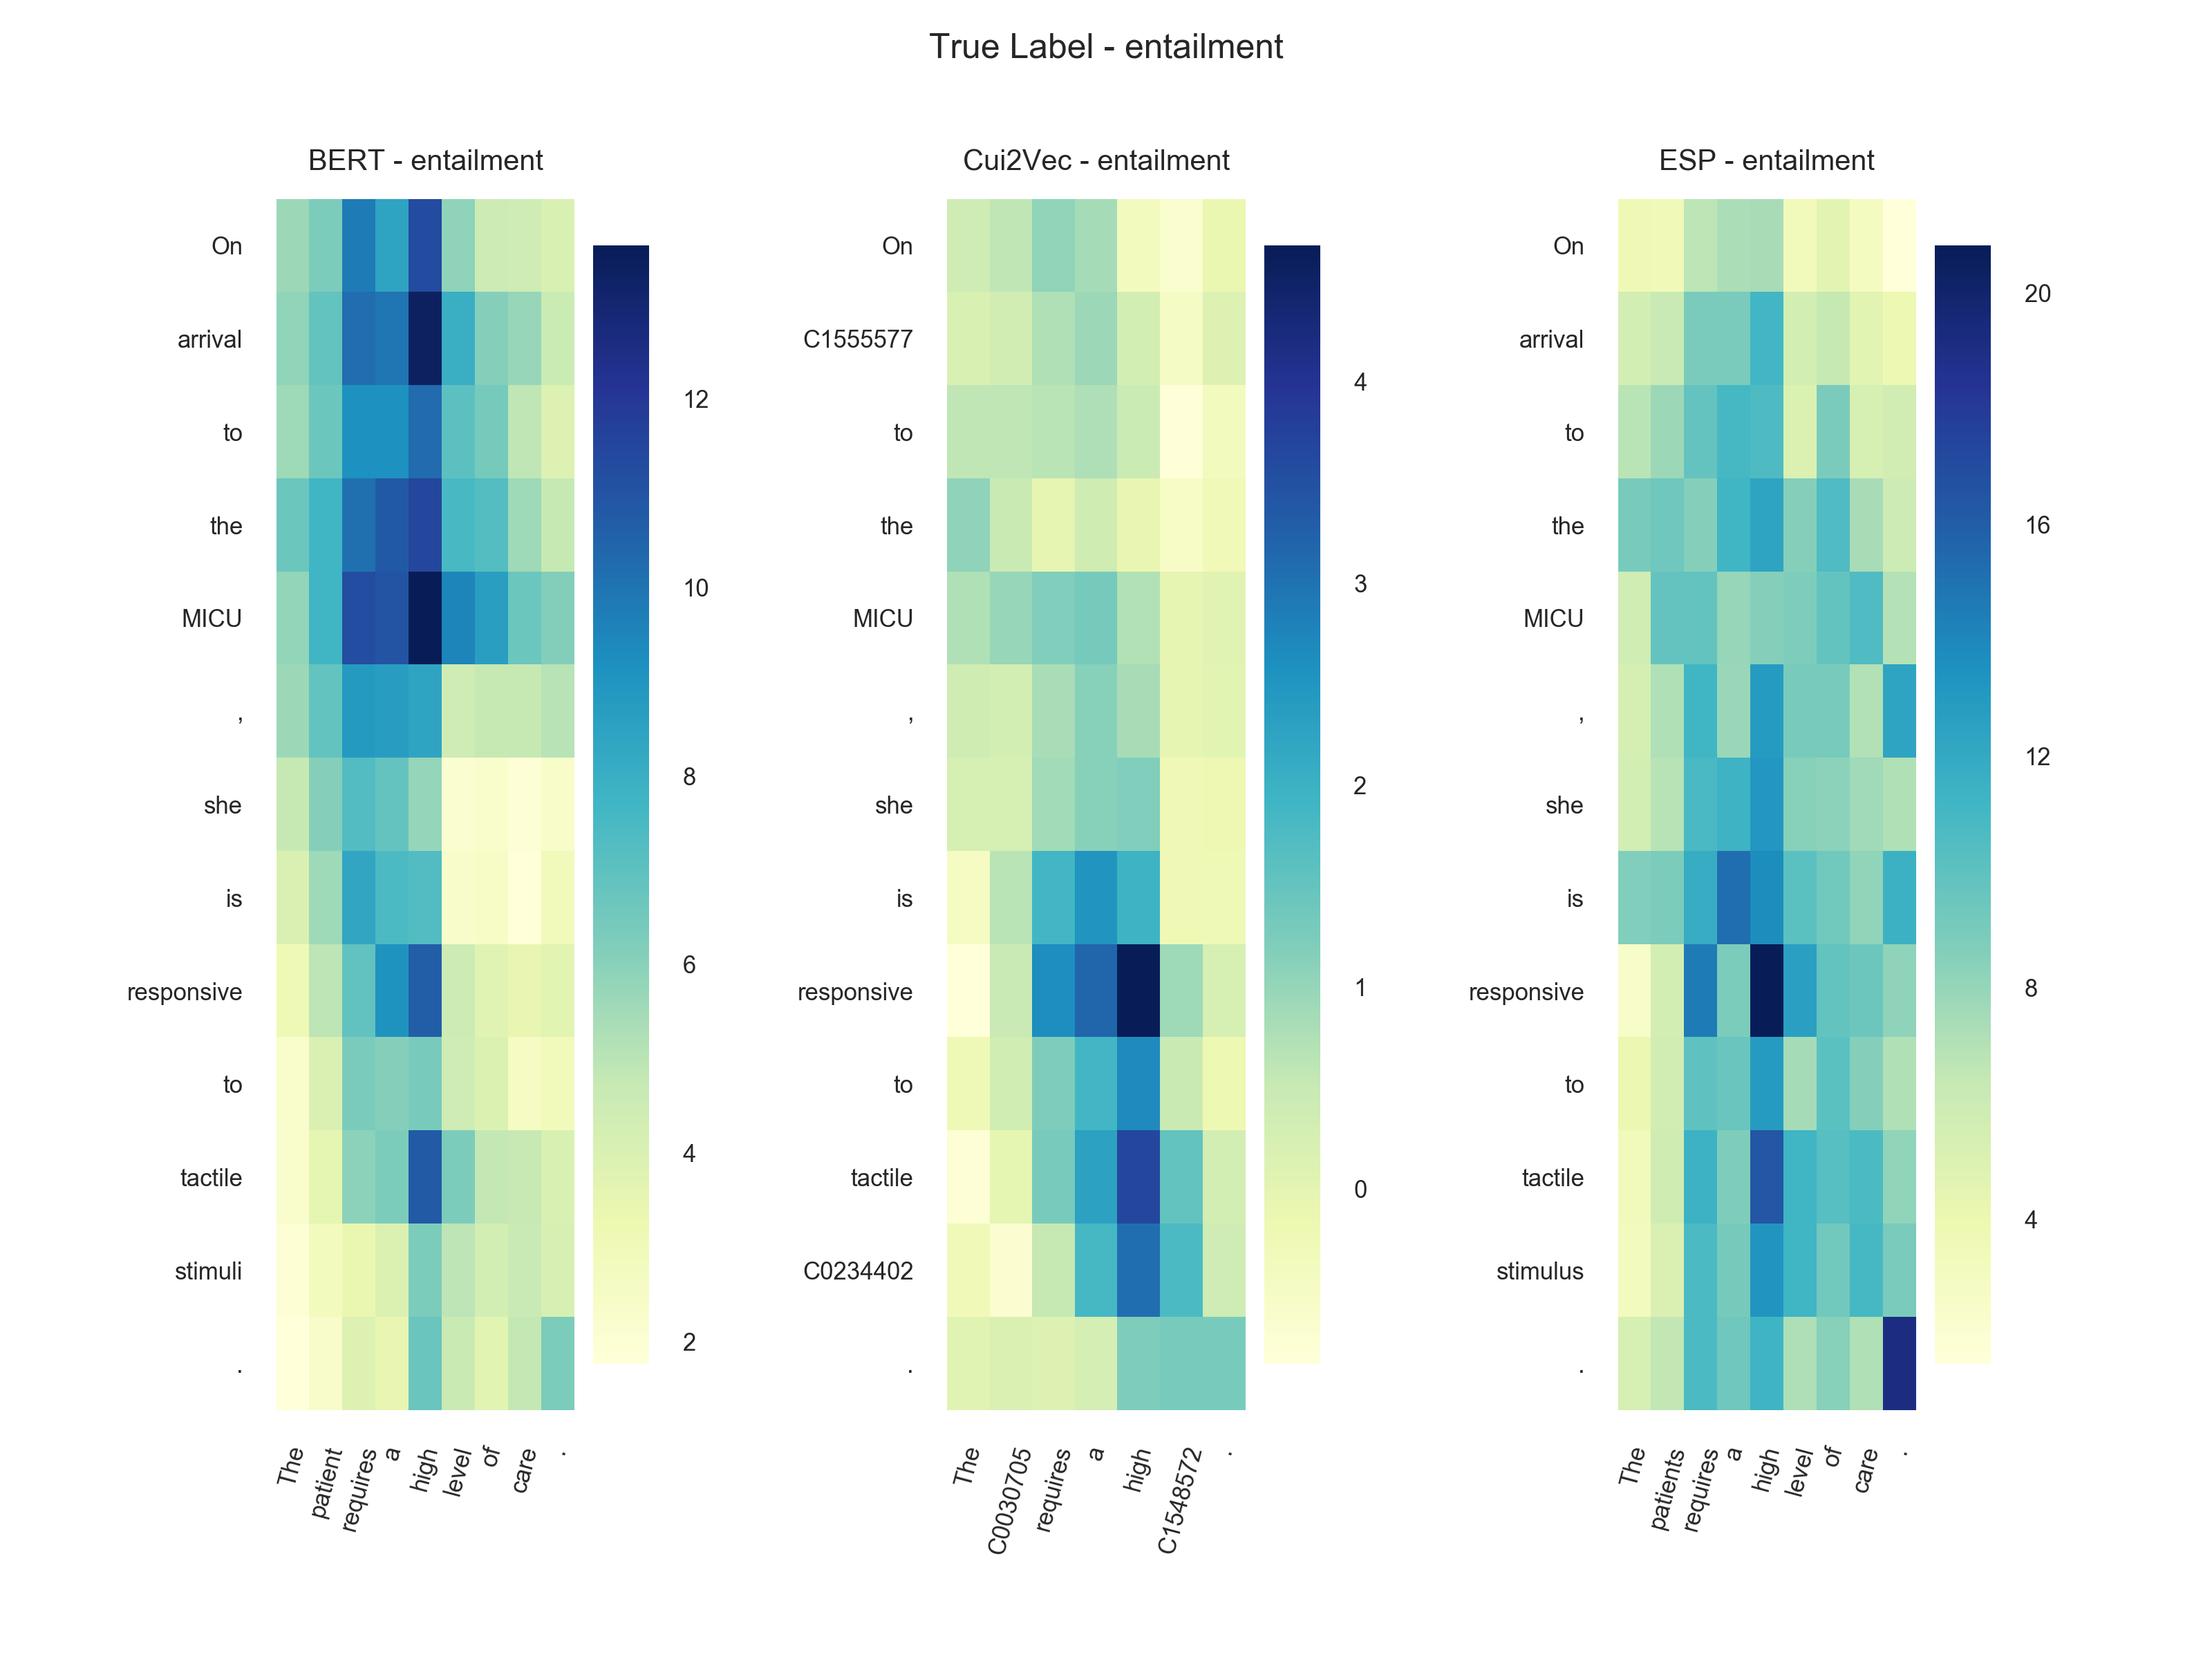 True Label - entailment
BERT - entailment
On
arrival
to
the
MICU
,
she
is
responsive
to
tactile
stimuli
.
The
patient
requires
a
high
level
of
care
.
12
10
8
6
4
2
Cui2Vec - entailment
On
C1555577
to
the
MICU
,
she
is
responsive
to
tactile
C0234402
.
The
C0030705
requires
a
high
C1548572
.
4
3
2
1
0
ESP - entailment
On
arrival
to
the
MICU
,
she
is
responsive
to
tactile
stimulus
.
The
patients
requires
a
high
level
of
care
.
20
16
12
8
4